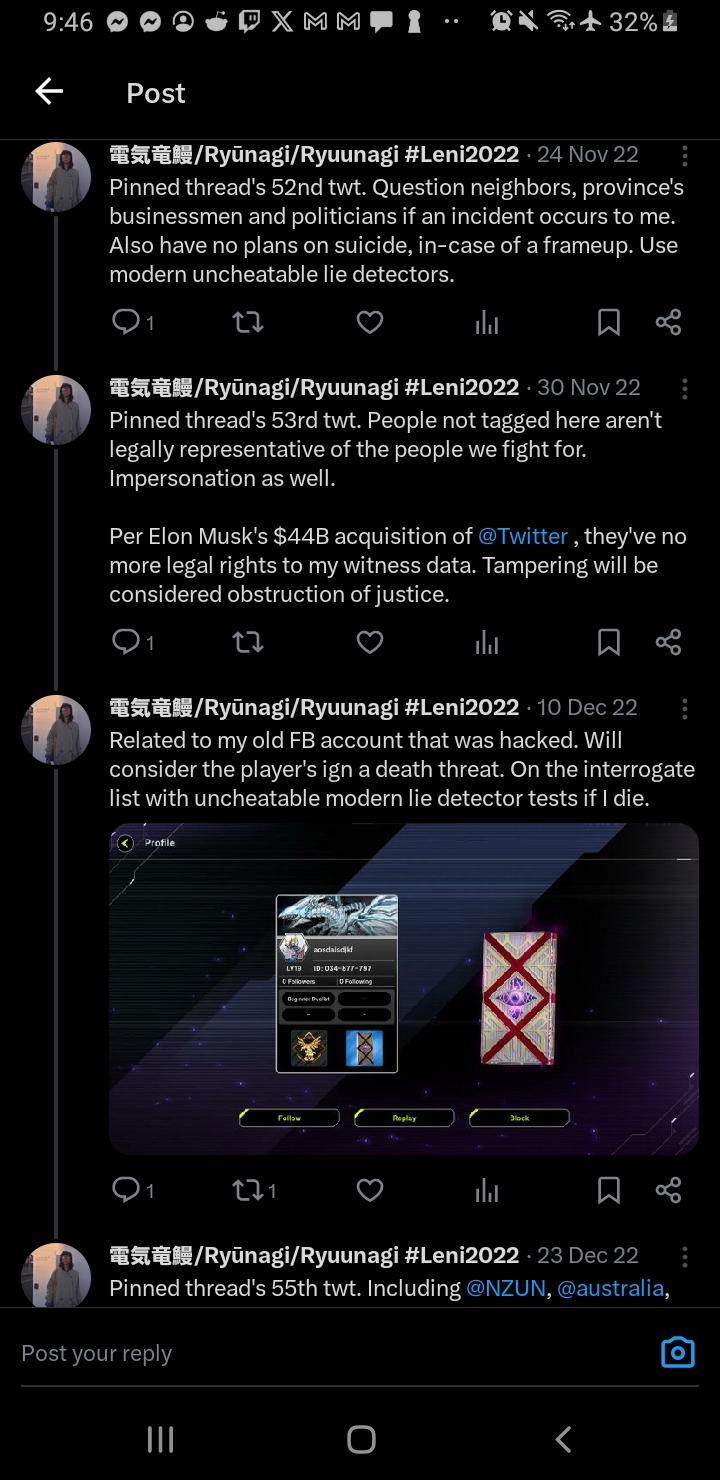 9:46
32%
Post
電気竜鰻/Ryūnagi/Ryuunagi #Leni2022 · 24 Nov 22
Pinned thread's 52nd twt. Question neighbors, province's
businessmen and politicians if an incident occurs to me.
Also have no plans on suicide, in-case of a frameup. Use
modern uncheatable lie detectors.
1
電気竜鰻/Ryūnagi/Ryuunagi #Leni2022 · 30 Nov 22
Pinned thread's 53rd twt. People not tagged here aren't
legally representative of the people we fight for.
Impersonation as well.
Per Elon Musk's $44B acquisition of @Twitter , they've no
more legal rights to my witness data. Tampering will be
considered obstruction of justice.
1
電気竜鰻/Ryūnagi/Ryuunagi #Leni2022 · 10 Dec 22
Related to my old FB account that was hacked. Will
consider the player's ign a death threat. On the interrogate
list with uncheatable modern lie detector tests if I die.
Profile
LV19 ID: 034-677-797
0 Followers 0 Following
Beginner Duelist
Follow
Replay
Block
1 1
電気竜鰻/Ryūnagi/Ryuunagi #Leni2022 · 23 Dec 22
Pinned thread's 55th twt. Including @NZUN, @australia,
Post your reply